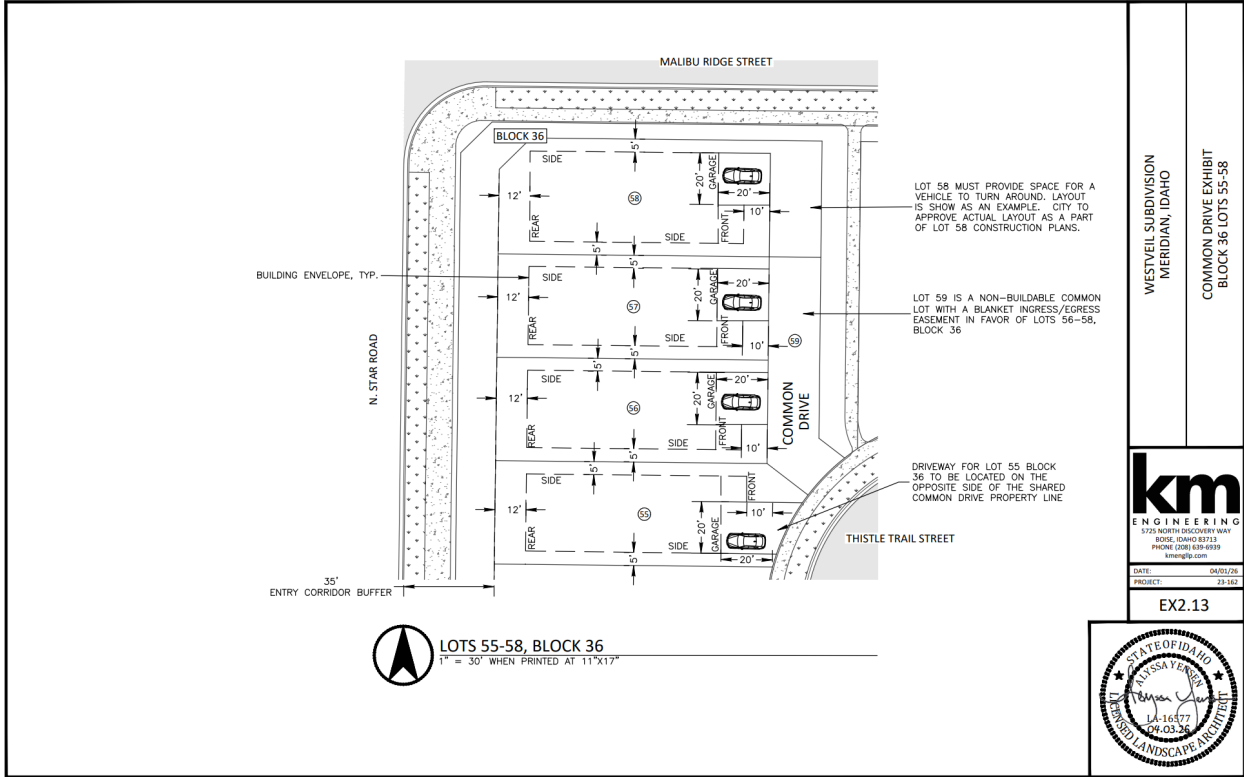 MALIBU RIDGE STREET
BLOCK 36
5'
SIDE
GARAGE
20'
20'
12'
58
10'
REAR
FRONT
SIDE
5'
5'
SIDE
GARAGE
20'
20'
12'
57
REAR
FRONT
10'
59
SIDE
5'
5'
SIDE
GARAGE
20'
20'
12'
56
COMMON
DRIVE
REAR
FRONT
10'
SIDE
5'
5'
SIDE
FRONT
12'
55
10'
20'
REAR
GARAGE
SIDE
20'
5'
BUILDING ENVELOPE, TYP.
N. STAR ROAD
35'
ENTRY CORRIDOR BUFFER
THISTLE TRAIL STREET
LOT 58 MUST PROVIDE SPACE FOR A
VEHICLE TO TURN AROUND. LAYOUT
IS SHOW AS AN EXAMPLE. CITY TO
APPROVE ACTUAL LAYOUT AS A PART
OF LOT 58 CONSTRUCTION PLANS.
LOT 59 IS A NON-BUILDABLE COMMON
LOT WITH A BLANKET INGRESS/EGRESS
EASEMENT IN FAVOR OF LOTS 56-58,
BLOCK 36
DRIVEWAY FOR LOT 55 BLOCK
36 TO BE LOCATED ON THE
OPPOSITE SIDE OF THE SHARED
COMMON DRIVE PROPERTY LINE
LOTS 55-58, BLOCK 36
1" = 30' WHEN PRINTED AT 11"X17"
WESTVEIL SUBDIVISION
MERIDIAN, IDAHO
COMMON DRIVE EXHIBIT
BLOCK 36 LOTS 55-58
km
ENGINEERING
5725 NORTH DISCOVERY WAY
BOISE, IDAHO 83713
PHONE (208) 639-6939
kmengllp.com
DATE: 04/01/26
PROJECT: 23-162
EX2.13
STATE OF IDAHO
ALYSSA YENSEN
LA-16577
04.03.26
LICENSED LANDSCAPE ARCHITECT